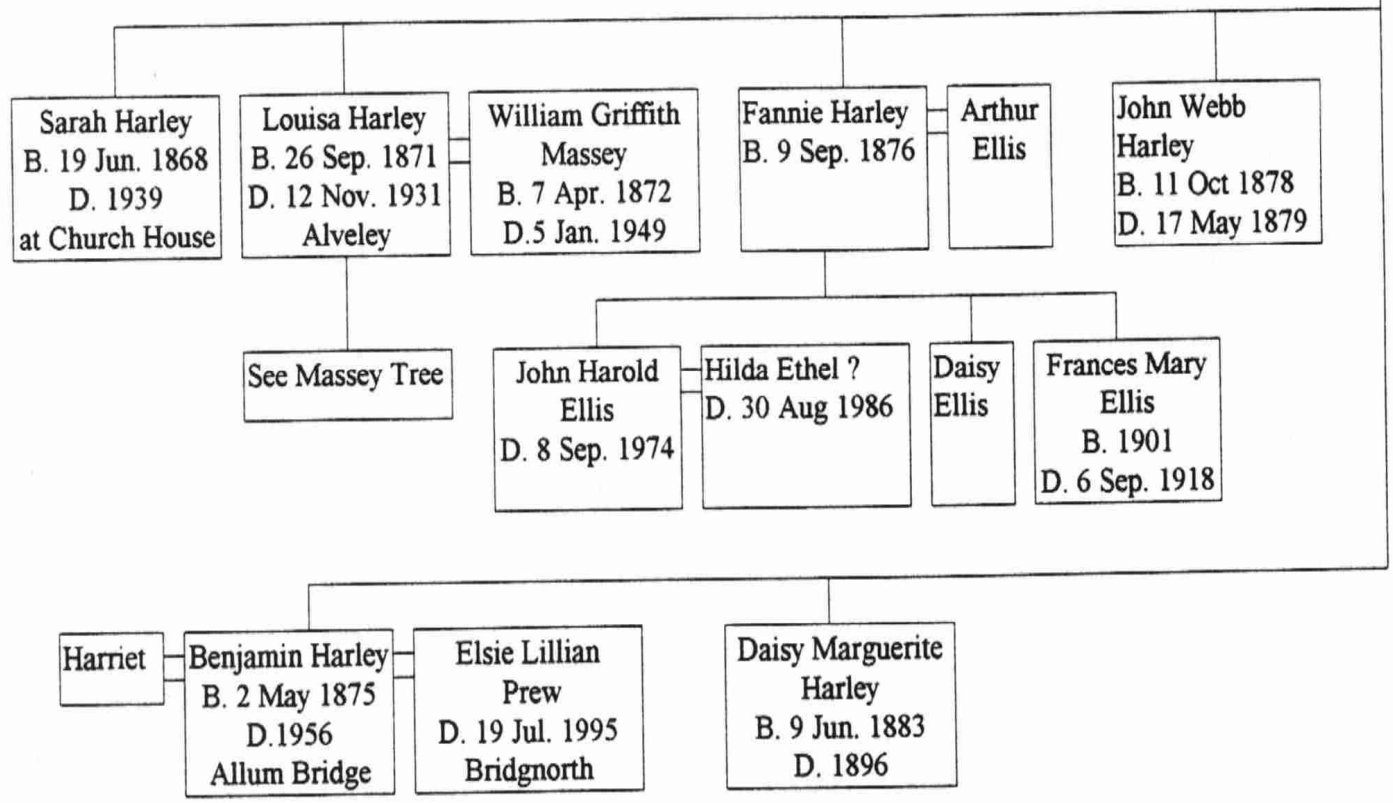 Sarah Harley
B. 19 Jun. 1868
D. 1939
at Church House
Louisa Harley
B. 26 Sep. 1871
D. 12 Nov. 1931
Alveley
William Griffith
Massey
B. 7 Apr. 1872
D.5 Jan. 1949
Fannie Harley
B. 9 Sep. 1876
Arthur
Ellis
John Webb
Harley
B. 11 Oct 1878
D. 17 May 1879
See Massey Tree
John Harold
Ellis
D. 8 Sep. 1974
Hilda Ethel ?
D. 30 Aug 1986
Daisy
Ellis
Frances Mary
Ellis
B. 1901
D. 6 Sep. 1918
Harriet
Benjamin Harley
B. 2 May 1875
D.1956
Allum Bridge
Elsie Lillian
Prew
D. 19 Jul. 1995
Bridgnorth
Daisy Marguerite
Harley
B. 9 Jun. 1883
D. 1896